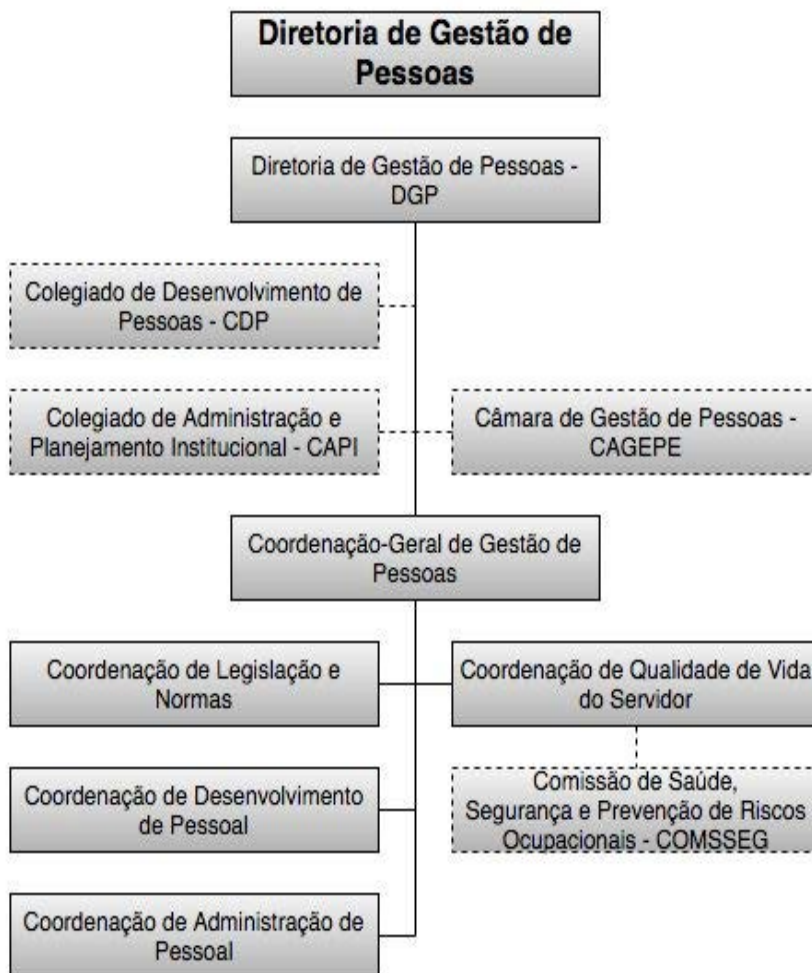 Diretoria de Gestão de
Pessoas
Diretoria de Gestão de Pessoas -
DGP
Colegiado de Desenvolvimento de
Pessoas - CDP
Colegiado de Administração e
Planejamento Institucional - CAPI
Câmara de Gestão de Pessoas -
CAGEPE
Coordenação-Geral de Gestão de
Pessoas
Coordenação de Legislação e
Normas
Coordenação de Qualidade de Vida
do Servidor
Coordenação de Desenvolvimento
de Pessoal
Comissão de Saúde,
Segurança e Prevenção de Riscos
Ocupacionais - COMSSEG
Coordenação de Administração de
Pessoal